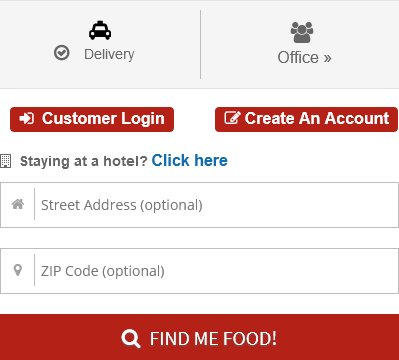 Delivery
Office »
Customer Login
Create An Account
Staying at a hotel? Click here
Street Address (optional)
ZIP Code (optional)
FIND ME FOOD!